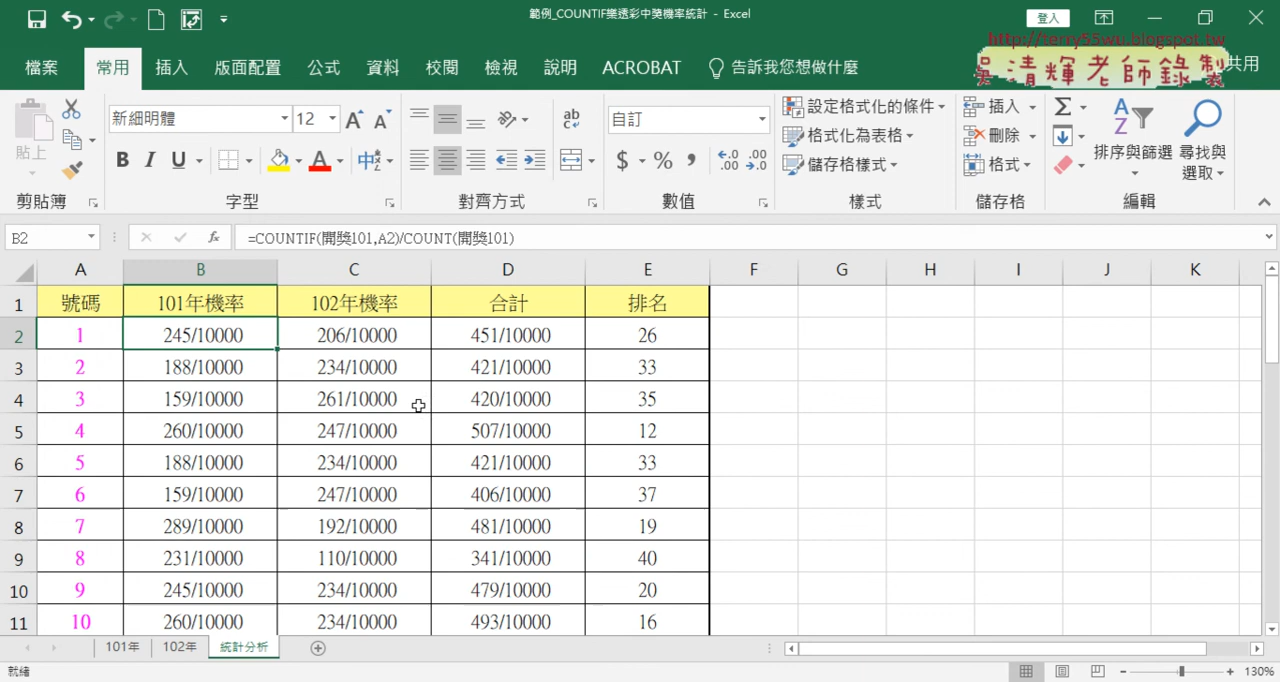 範例_COUNTIF樂透彩中獎機率統計 - Excel
登入
http://terry55wu.blogspot.tw
吳清輝老師錄製
檔案 常用 插入 版面配置 公式 資料 校閱 檢視 說明 ACROBAT 告訴我您想做什麼 共用
貼上
剪貼簿
新細明體 12
B I U A 中
字型
ab
對齊方式
自訂
$ % ,
數值
設定格式化的條件
格式化為表格
儲存格樣式
樣式
插入
刪除
格式
儲存格
排序與篩選
尋找與
選取
編輯
B2 fx =COUNTIF(開獎101,A2)/COUNT(開獎101)
A B C D E F G H I J K
1 號碼 101年機率 102年機率 合計 排名
2 1 245/10000 206/10000 451/10000 26
3 2 188/10000 234/10000 421/10000 33
4 3 159/10000 261/10000 420/10000 35
5 4 260/10000 247/10000 507/10000 12
6 5 188/10000 234/10000 421/10000 33
7 6 159/10000 247/10000 406/10000 37
8 7 289/10000 192/10000 481/10000 19
9 8 231/10000 110/10000 341/10000 40
10 9 245/10000 234/10000 479/10000 20
11 10 260/10000 234/10000 493/10000 16
101年 102年 統計分析
就緒 130%